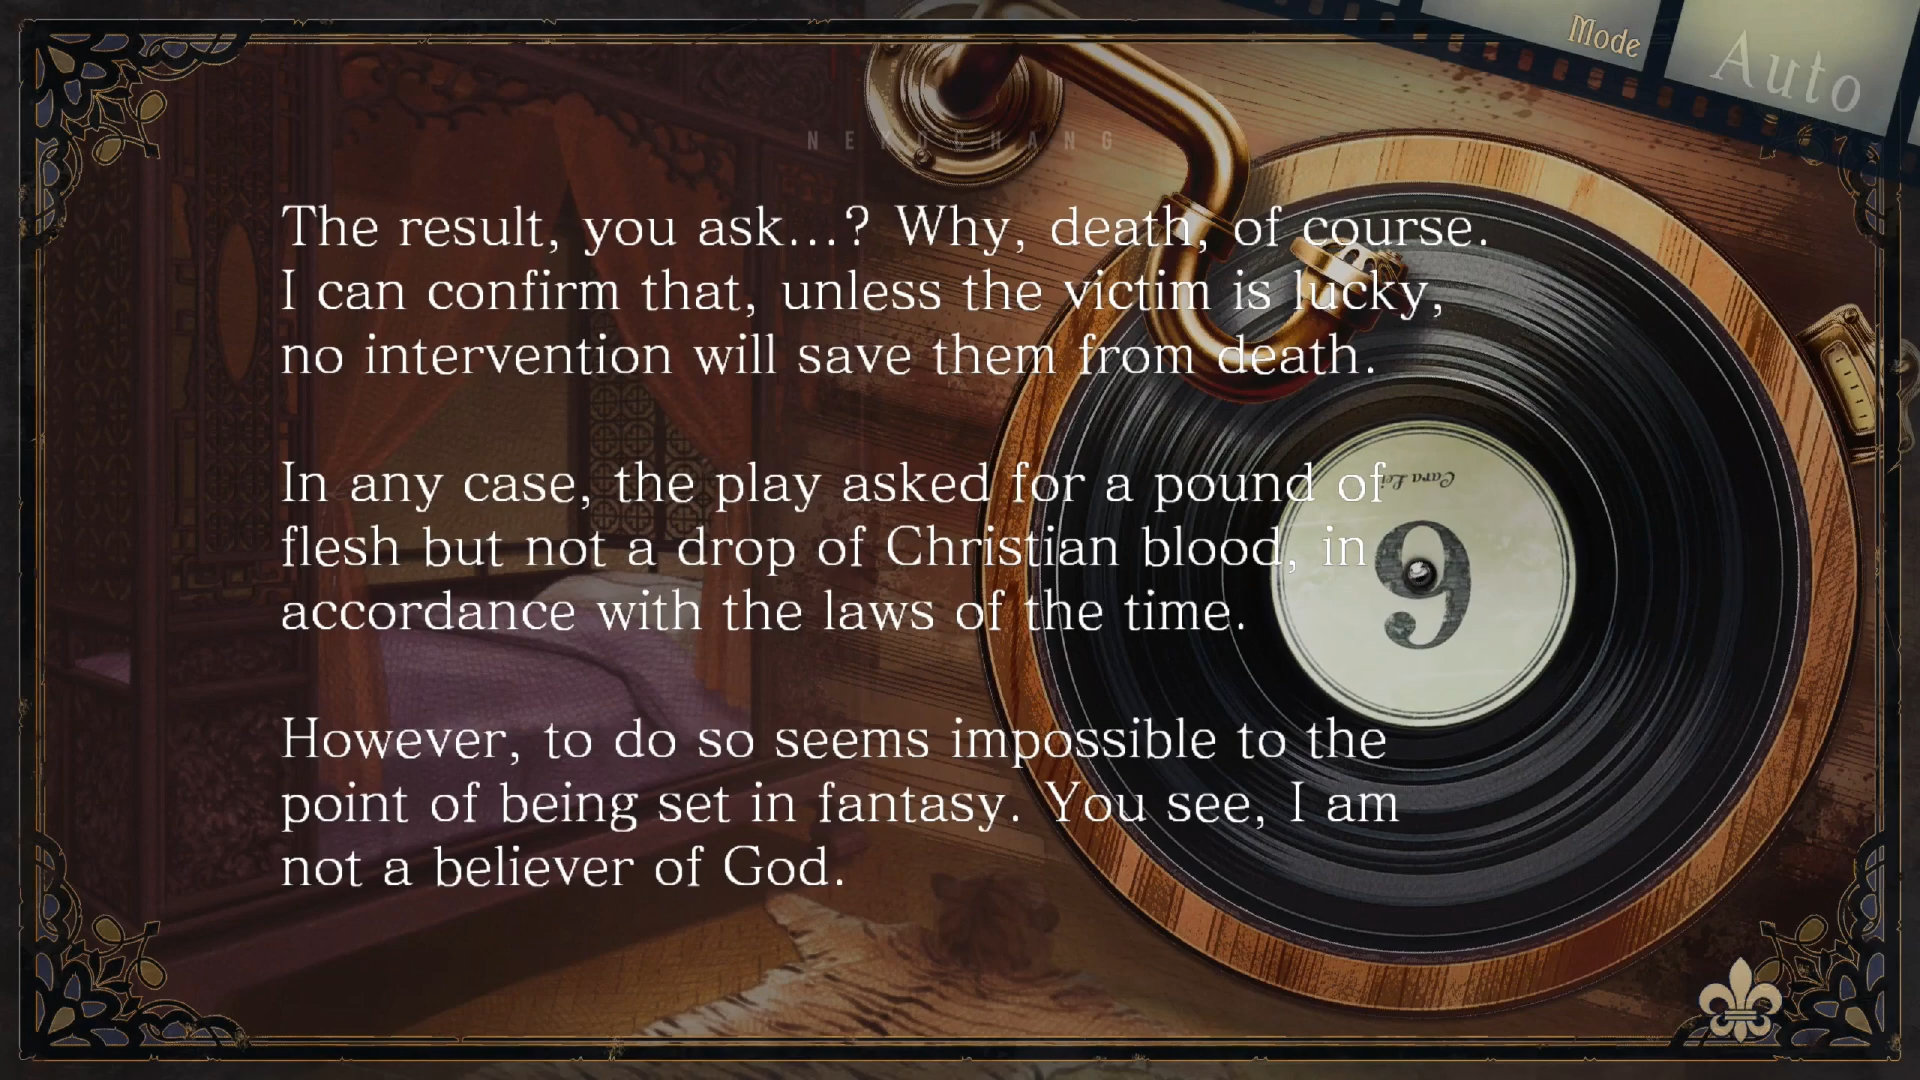 Mode
Auto
NEKOCHANG
The result, you ask...? Why, death, of course.
I can confirm that, unless the victim is lucky,
no intervention will save them from death.
In any case, the play asked for a pound of
flesh but not a drop of Christian blood, in
accordance with the laws of the time.
However, to do so seems impossible to the
point of being set in fantasy. You see, I am
not a believer of God.
Cara
9